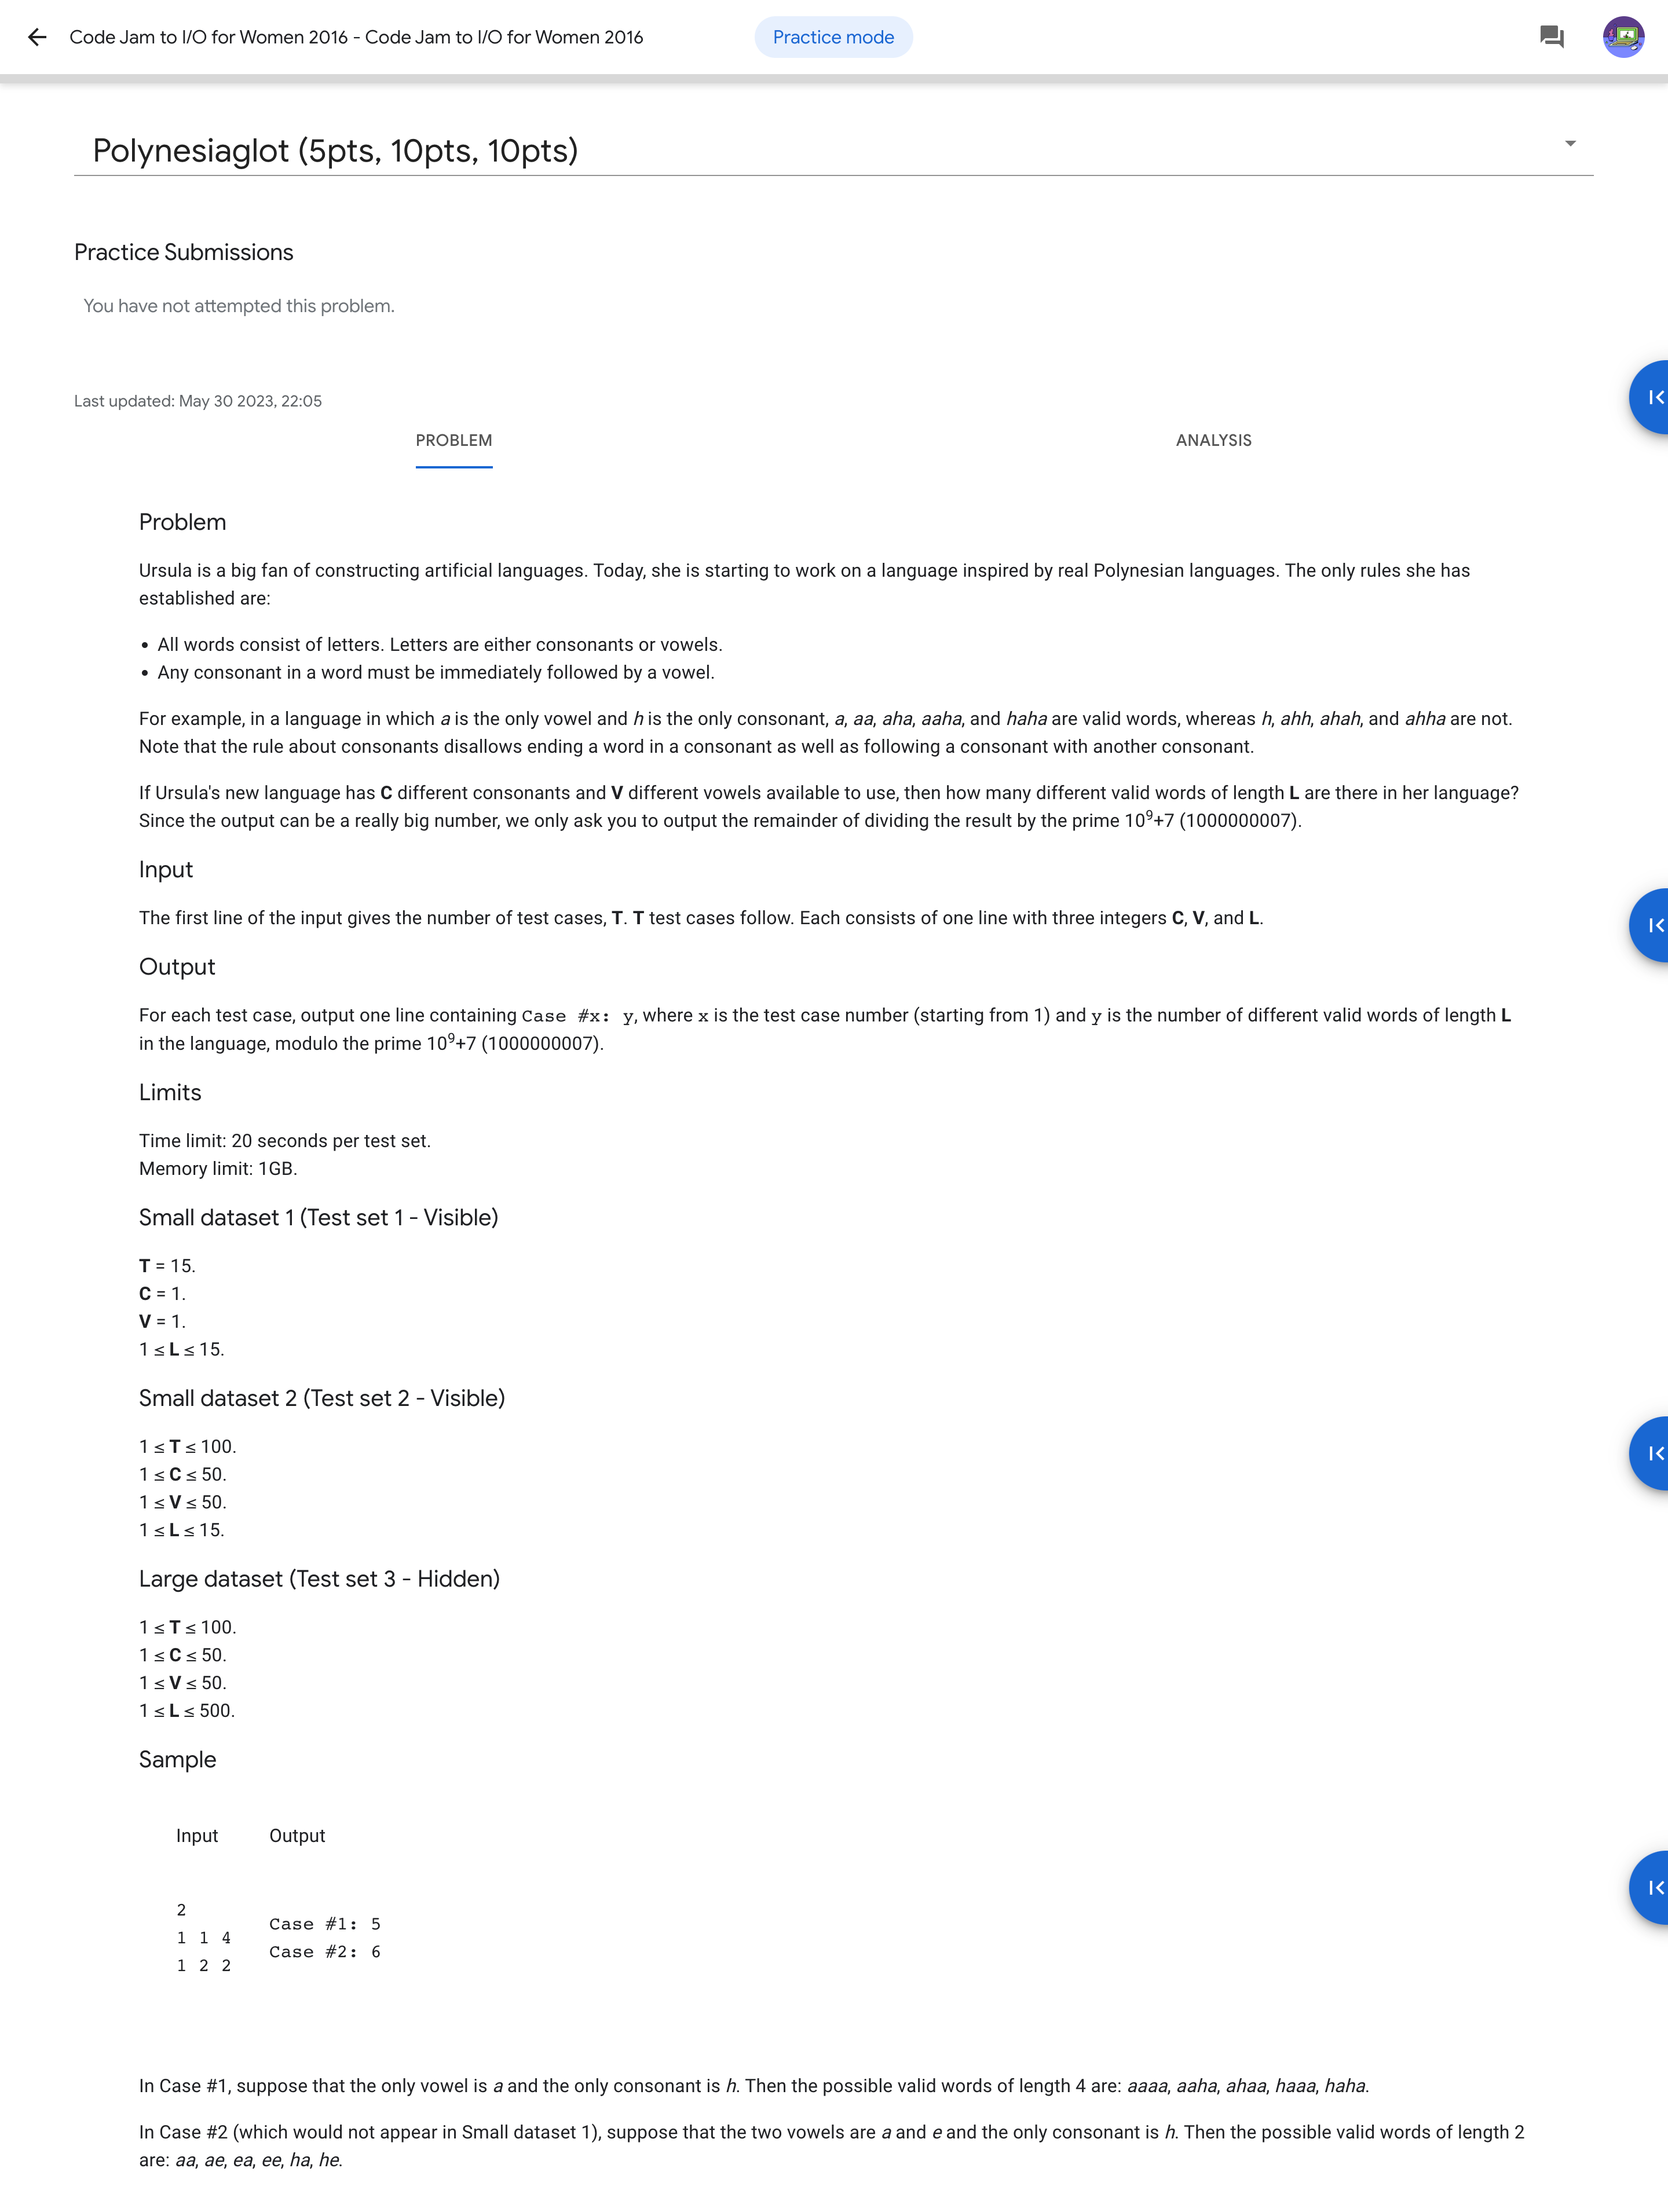 Code Jam to I/O for Women 2016 - Code Jam to I/O for Women 2016
Practice mode
Polynesiaglot (5pts, 10pts, 10pts)
Practice Submissions
You have not attempted this problem.
Last updated: May 30 2023, 22:05
PROBLEM
ANALYSIS
Problem
Ursula is a big fan of constructing artificial languages. Today, she is starting to work on a language inspired by real Polynesian languages. The only rules she has
established are:
• All words consist of letters. Letters are either consonants or vowels.
• Any consonant in a word must be immediately followed by a vowel.
For example, in a language in which a is the only vowel and h is the only consonant, a, aa, aha, aaha, and haha are valid words, whereas h, ahh, ahah, and ahha are not.
Note that the rule about consonants disallows ending a word in a consonant as well as following a consonant with another consonant.
If Ursula's new language has C different consonants and V different vowels available to use, then how many different valid words of length L are there in her language?
Since the output can be a really big number, we only ask you to output the remainder of dividing the result by the prime 10⁹+7 (1000000007).
Input
The first line of the input gives the number of test cases, T. T test cases follow. Each consists of one line with three integers C, V, and L.
Output
For each test case, output one line containing Case #x: y, where x is the test case number (starting from 1) and y is the number of different valid words of length L
in the language, modulo the prime 10⁹+7 (1000000007).
Limits
Time limit: 20 seconds per test set.
Memory limit: 1GB.
Small dataset 1 (Test set 1 - Visible)
T = 15.
C = 1.
V = 1.
1 ≤ L ≤ 15.
Small dataset 2 (Test set 2 - Visible)
1 ≤ T ≤ 100.
1 ≤ C ≤ 50.
1 ≤ V ≤ 50.
1 ≤ L ≤ 15.
Large dataset (Test set 3 - Hidden)
1 ≤ T ≤ 100.
1 ≤ C ≤ 50.
1 ≤ V ≤ 50.
1 ≤ L ≤ 500.
Sample
Input
Output
2
1 1 4
1 2 2
Case #1: 5
Case #2: 6
In Case #1, suppose that the only vowel is a and the only consonant is h. Then the possible valid words of length 4 are: aaaa, aaha, ahaa, haaa, haha.
In Case #2 (which would not appear in Small dataset 1), suppose that the two vowels are a and e and the only consonant is h. Then the possible valid words of length 2
are: aa, ae, ea, ee, ha, he.